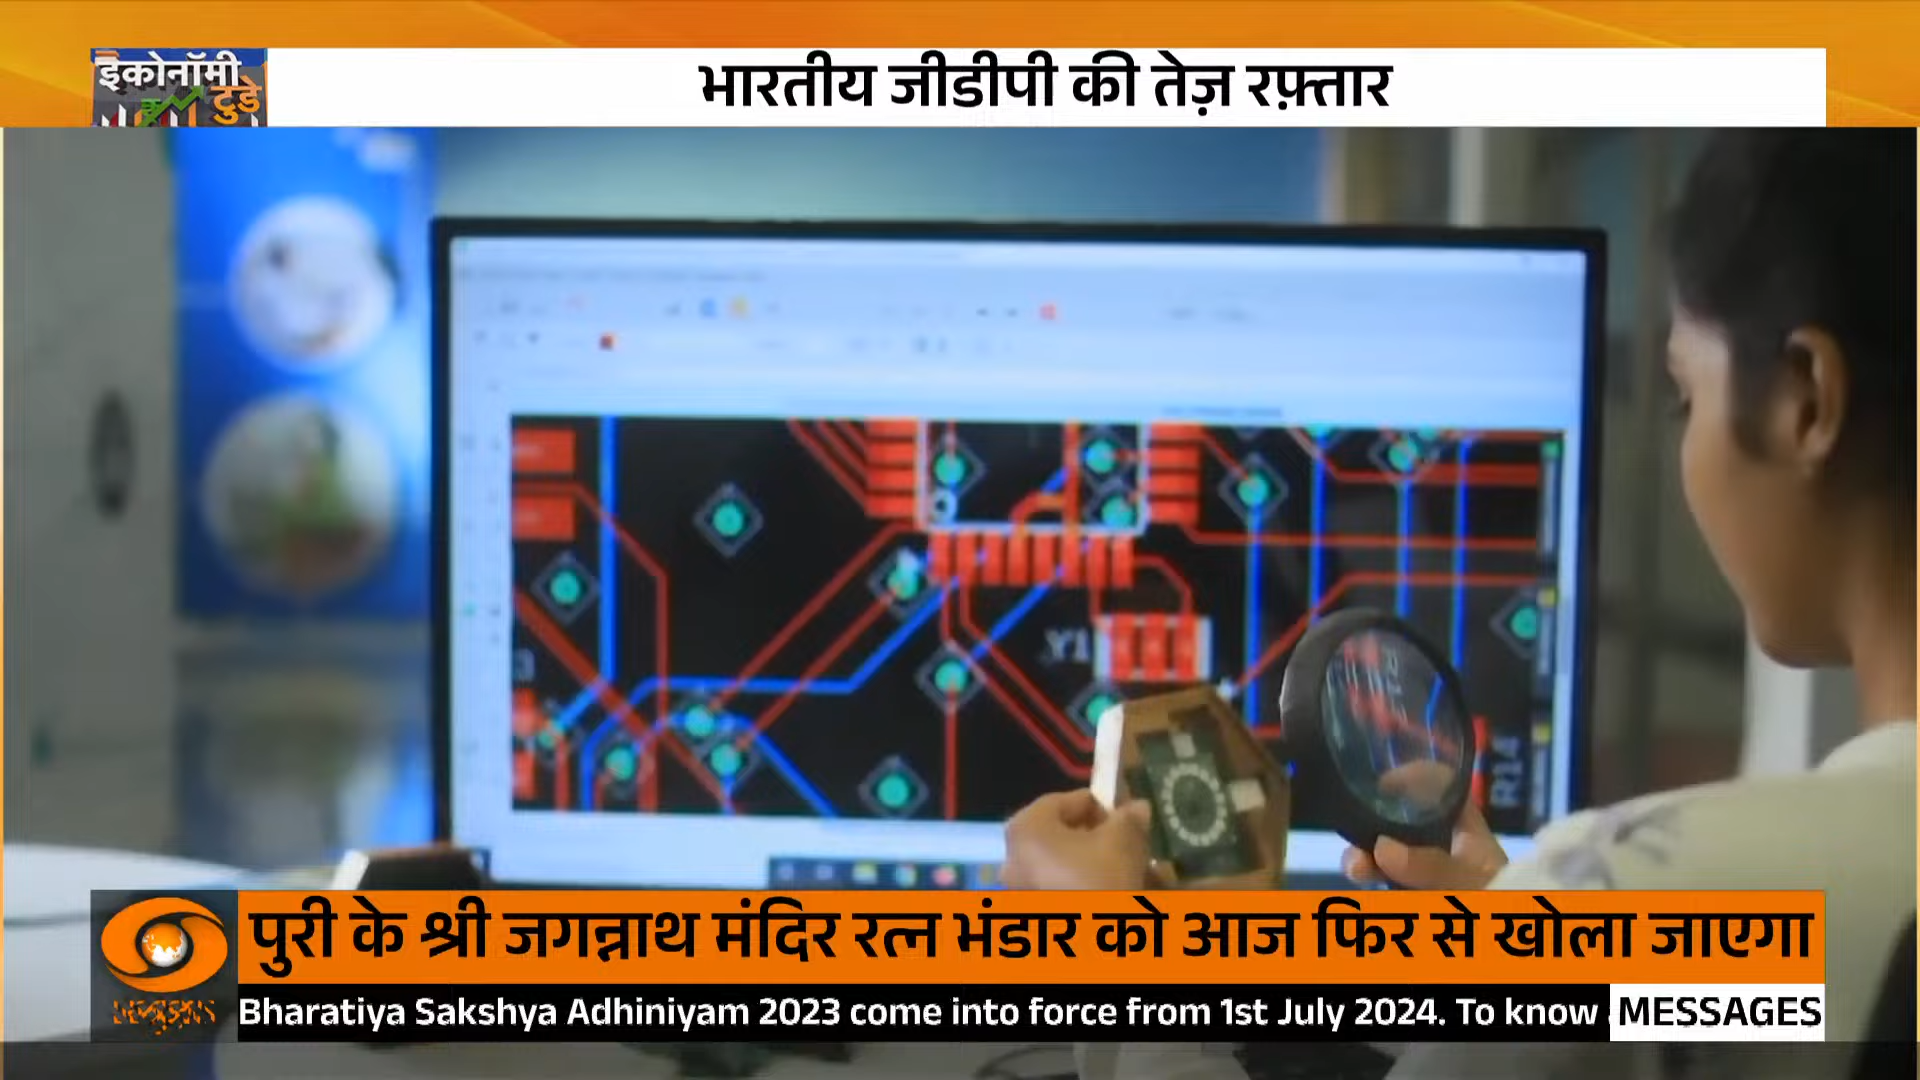 इकोनॉमी
टुडे
भारतीय जीडीपी की तेज़ रफ़्तार
Y1
R14
पुरी के श्री जगन्नाथ मंदिर रत्न भंडार को आज फिर से खोला जाएगा
Bharatiya Sakshya Adhiniyam 2023 come into force from 1st July 2024. To know
MESSAGES